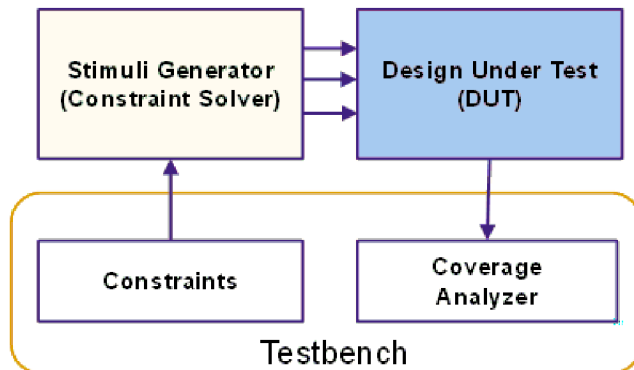 Stimuli Generator
(Constraint Solver)
Design Under Test
(DUT)
Constraints
Coverage
Analyzer
Testbench